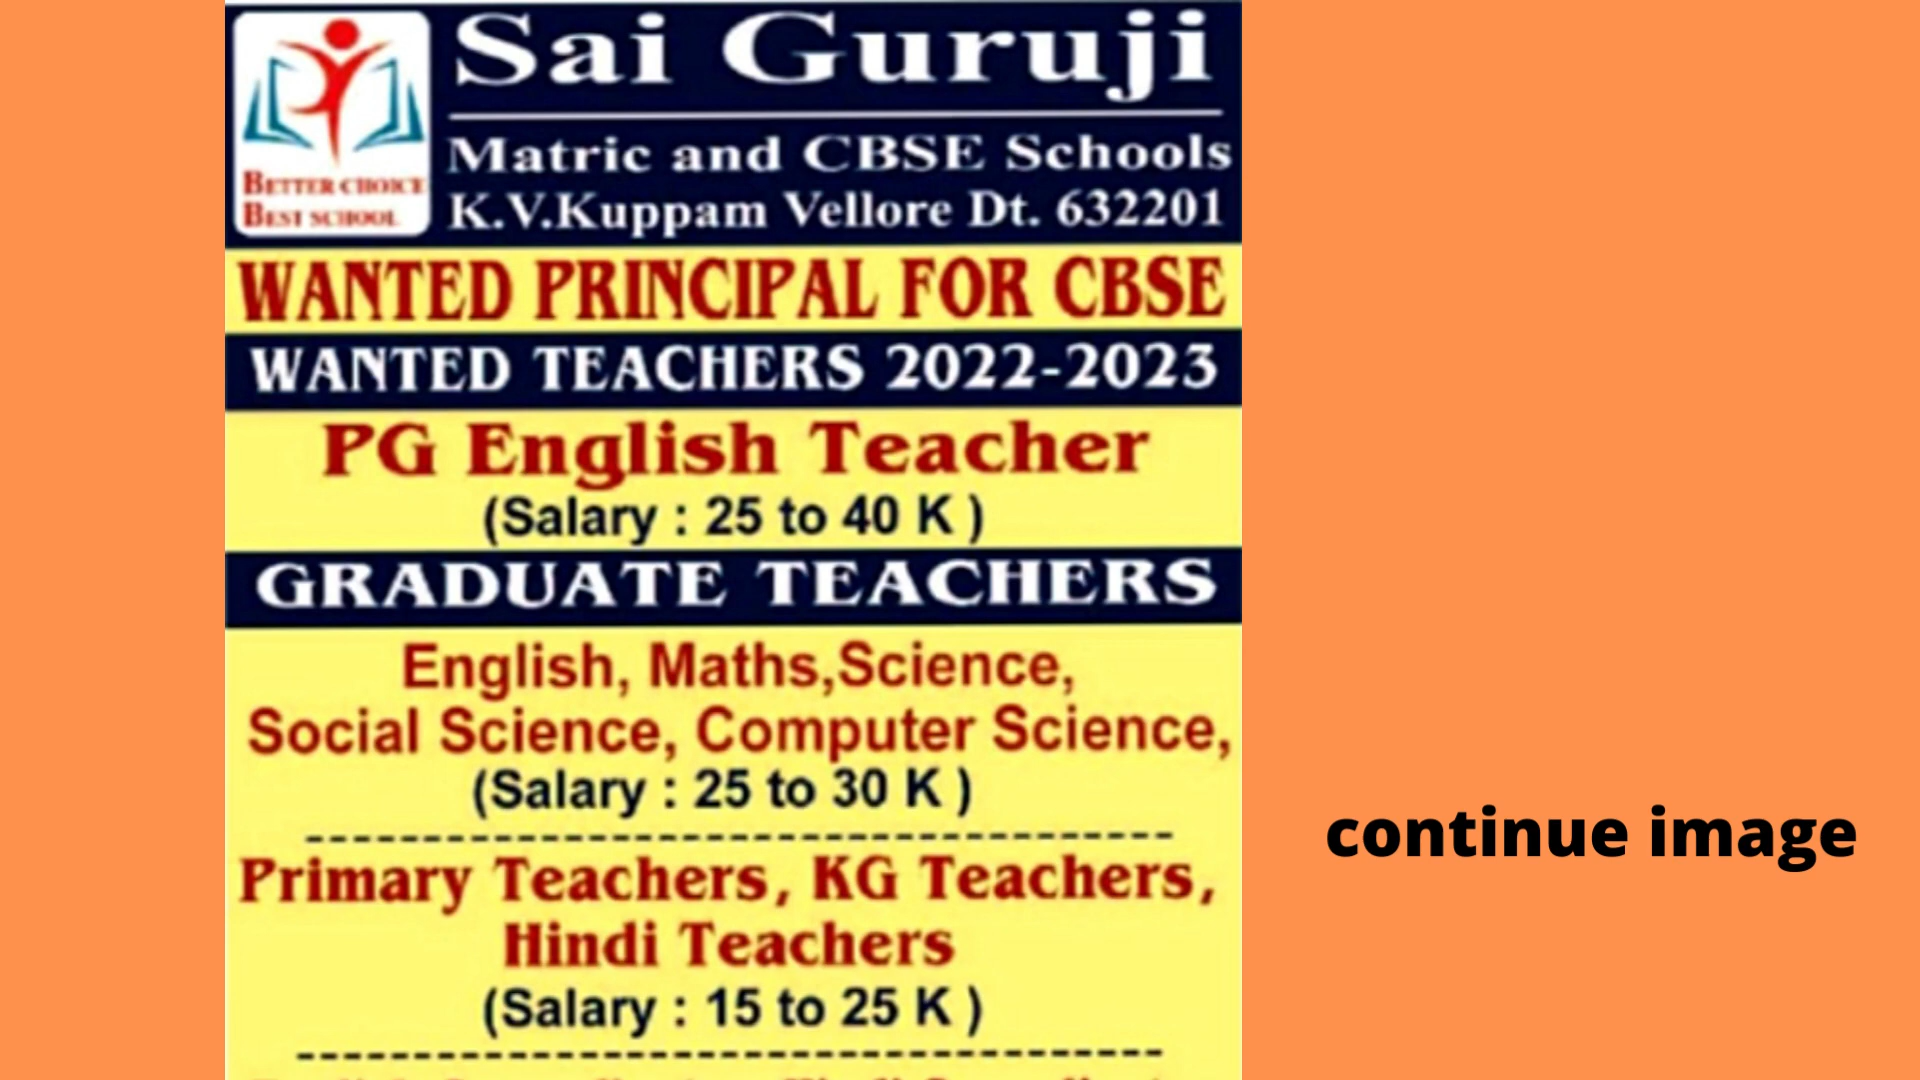 Sai Guruji
Matric and CBSE Schools
K.V.Kuppam Vellore Dt. 632201
BETTER CHOICE
BEST SCHOOL
WANTED PRINCIPAL FOR CBSE
WANTED TEACHERS 2022-2023
PG English Teacher
(Salary : 25 to 40 K )
GRADUATE TEACHERS
English, Maths,Science,
Social Science, Computer Science,
(Salary : 25 to 30 K )
Primary Teachers, KG Teachers,
Hindi Teachers
(Salary : 15 to 25 K )
continue image